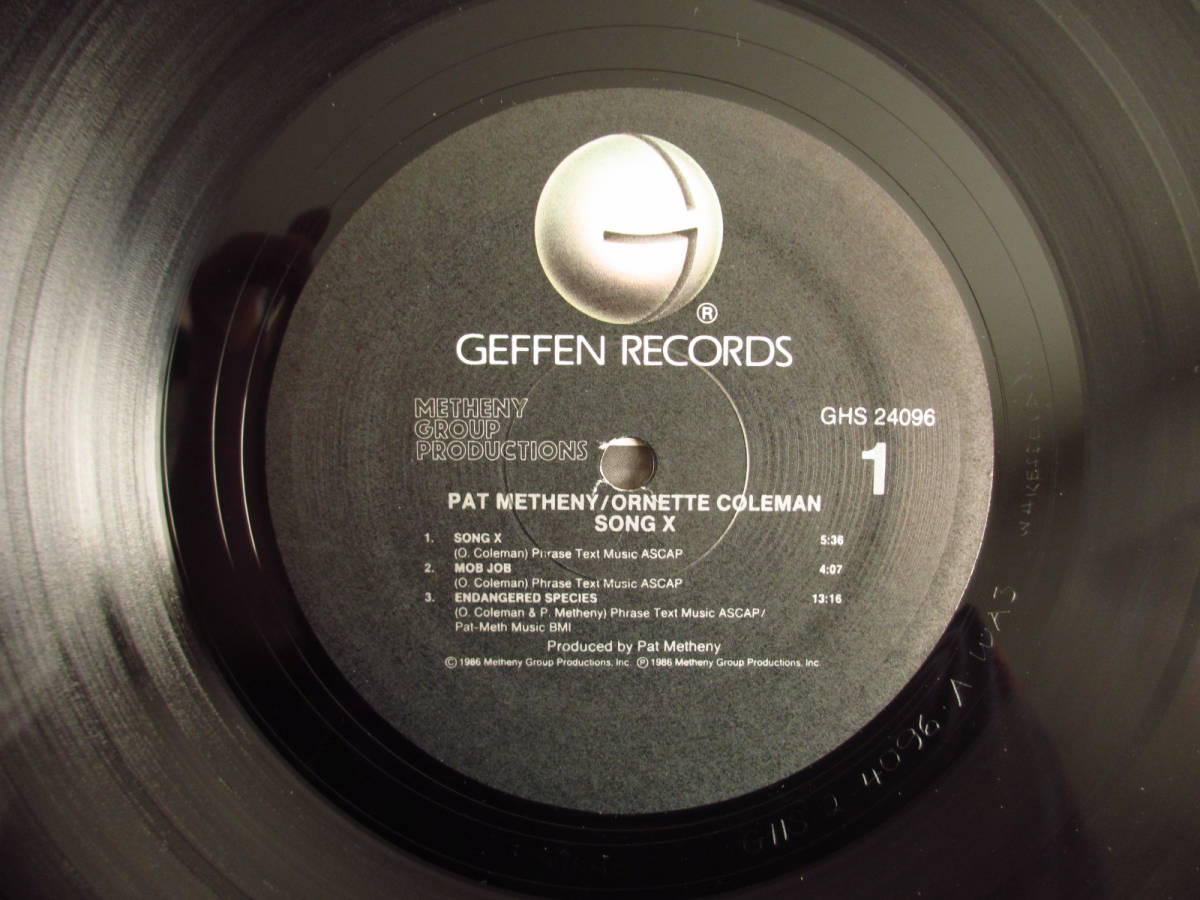 ®
GEFFEN RECORDS
METHENY
GROUP
PRODUCTIONS
GHS 24096
1
PAT METHENY/ORNETTE COLEMAN
SONG X
1. SONG X 5:36
(O. Coleman) Phrase Text Music ASCAP
2. MOB JOB 4:07
(O. Coleman) Phrase Text Music ASCAP
3. ENDANGERED SPECIES 13:16
(O. Coleman & P. Metheny) Phrase Text Music ASCAP/
Pat-Meth Music BMI
Produced by Pat Metheny
© 1986 Metheny Group Productions, Inc. ℗ 1986 Metheny Group Productions, Inc.